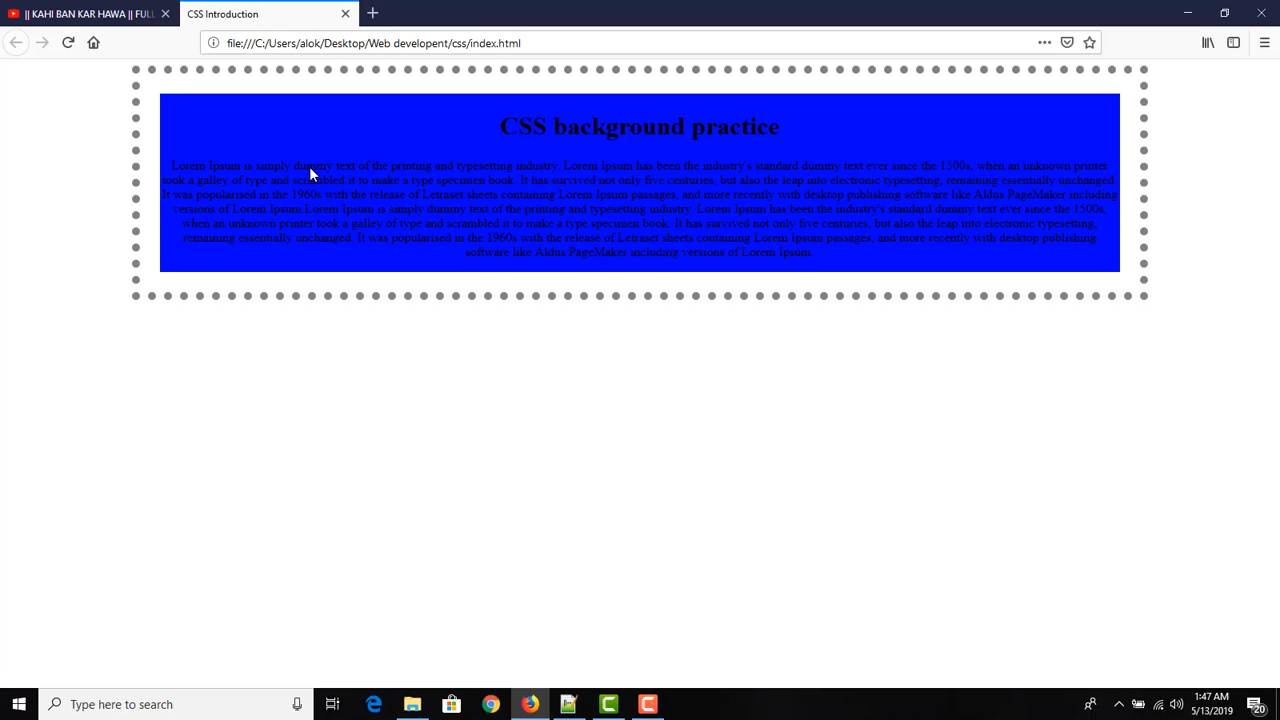 || KAHI BAN KAR HAWA || FULL
CSS Introduction
file:///C:/Users/alok/Desktop/Web developent/css/index.html
CSS background practice
Lorem Ipsum is simply dummy text of the printing and typesetting industry. Lorem Ipsum has been the industry's standard dummy text ever since the 1500s, when an unknown printer
took a galley of type and scrambled it to make a type specimen book. It has survived not only five centuries, but also the leap into electronic typesetting, remaining essentially unchanged
It was popularised in the 1960s with the release of Letraset sheets containing Lorem Ipsum passages, and more recently with desktop publishing software like Aldus PageMaker including
versions of Lorem Ipsum.Lorem Ipsum is simply dummy text of the printing and typesetting industry. Lorem Ipsum has been the industry's standard dummy text ever since the 1500s,
when an unknown printer took a galley of type and scrambled it to make a type specimen book. It has survived not only five centuries, but also the leap into electronic typesetting,
remaining essentially unchanged. It was popularised in the 1960s with the release of Letraset sheets containing Lorem Ipsum passages, and more recently with desktop publishing
software like Aldus PageMaker including versions of Lorem Ipsum.
Type here to search
1:47 AM
5/13/2019
20